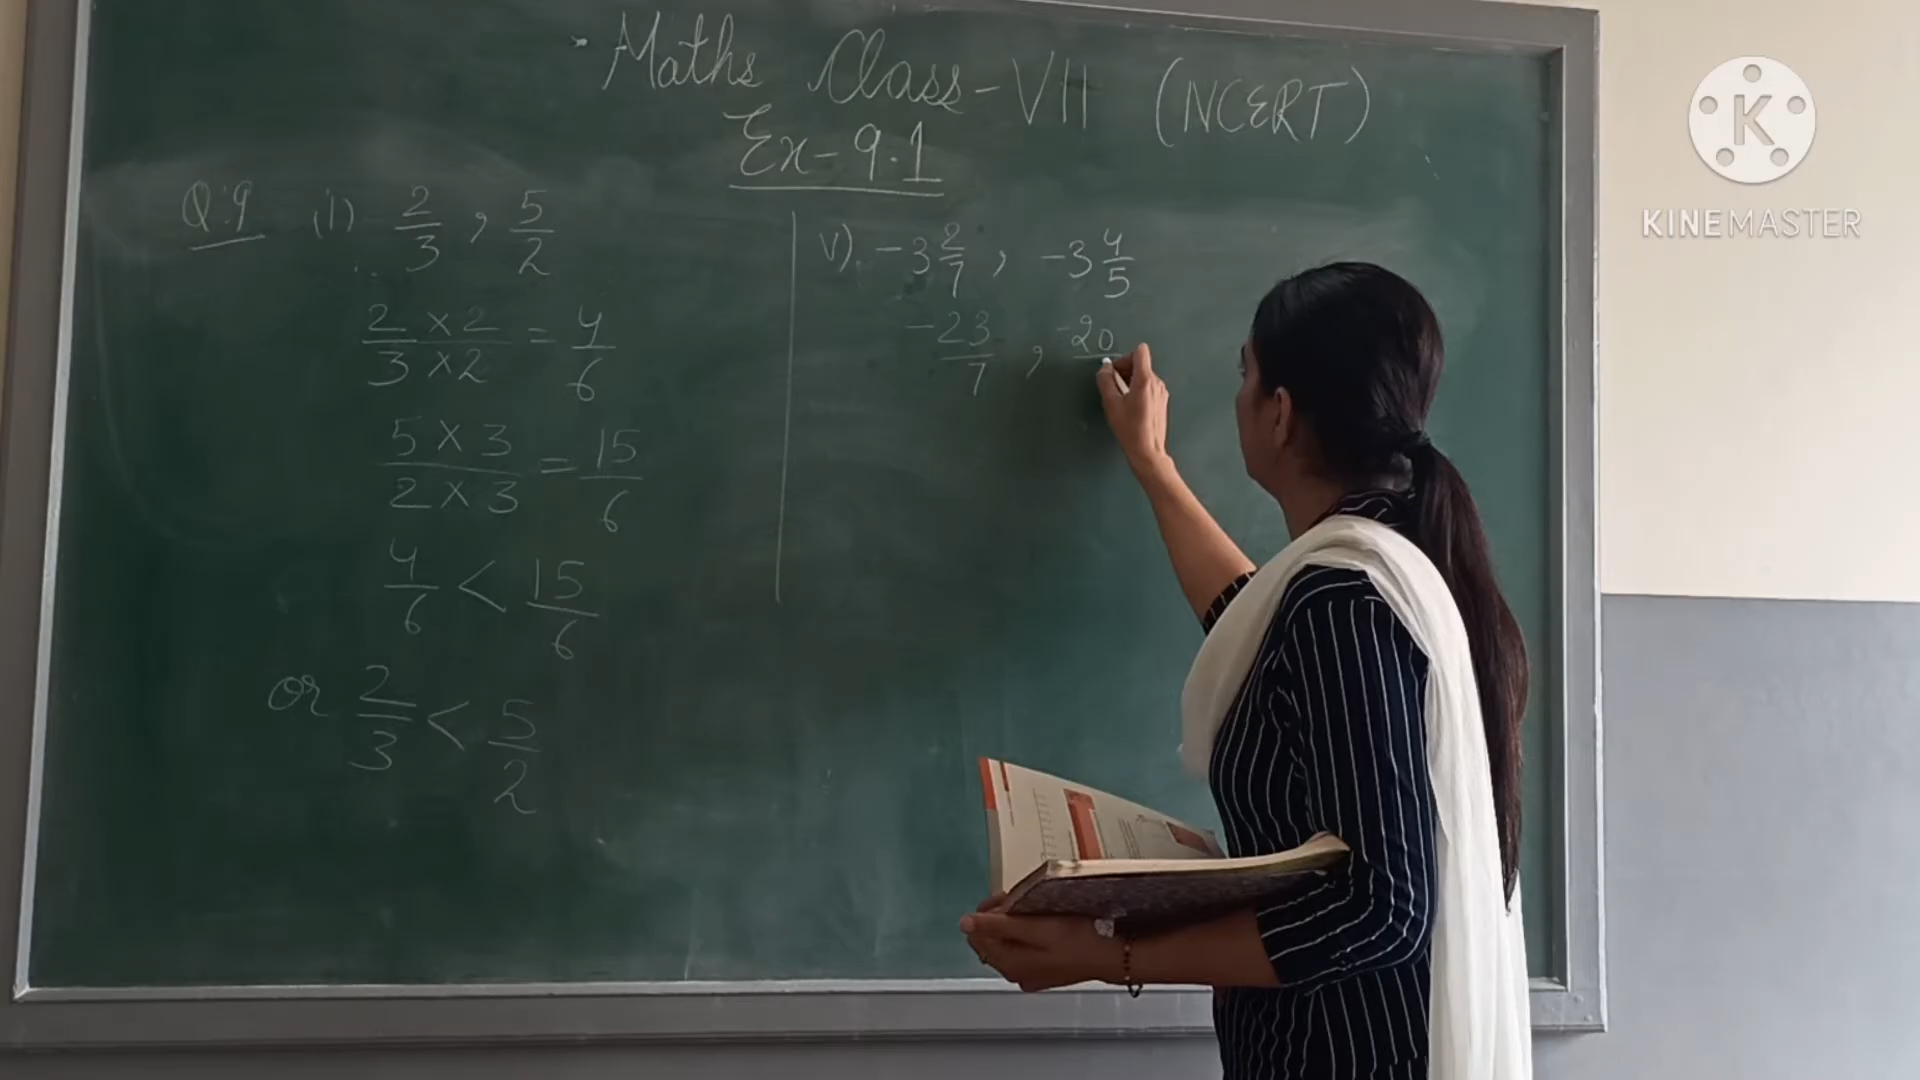 Maths Class-VII (NCERT)
Ex-9.1
Q.9 (i) 2/3 , 5/2
2/3 ×2/×2 = 4/6
5×3/2×3 = 15/6
4/6 < 15/6
or 2/3 < 5/2
v) -3 2/7 , -3 4/5
-23/7 , -20
K
KINEMASTER